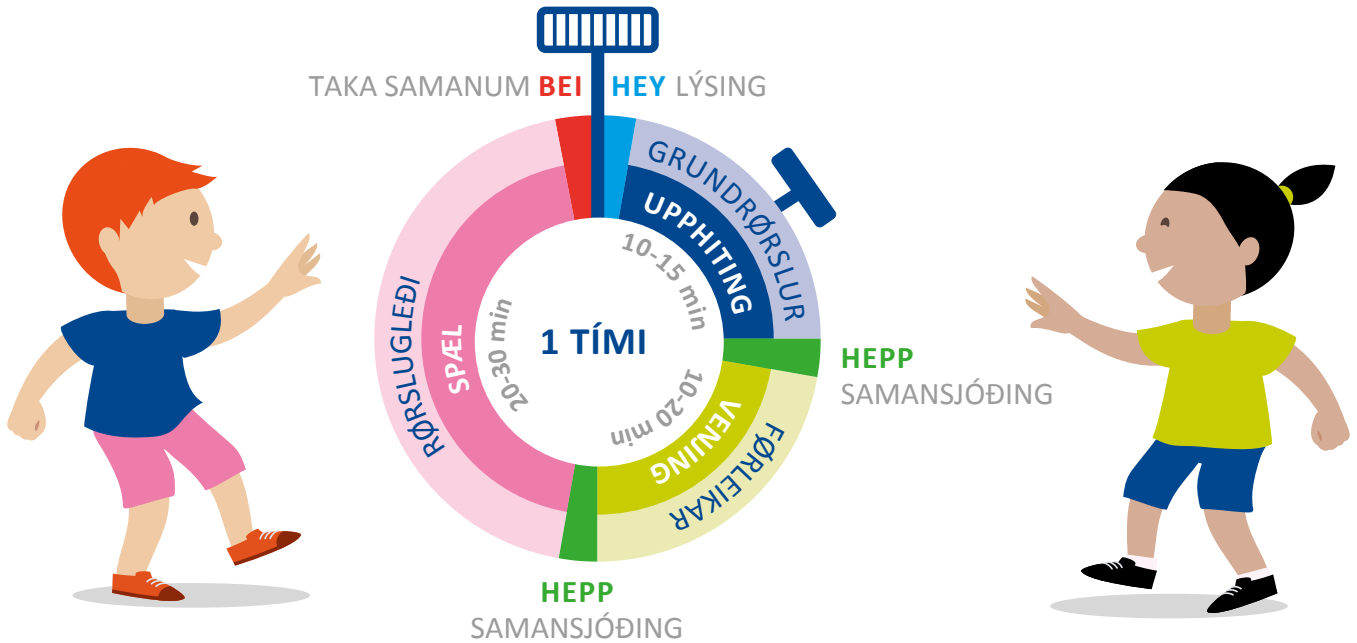 TAKA SAMANUM BEI
HEY LÝSING
GRUNDRØRSLUR
UPPHITING
10-15 min
HEPP
SAMANSJÓÐING
1 TÍMI
10-20 min
VENJING
FØRLEIKAR
HEPP
SAMANSJÓÐING
20-30 min
SPÆL
RØRSLUGLEÐI